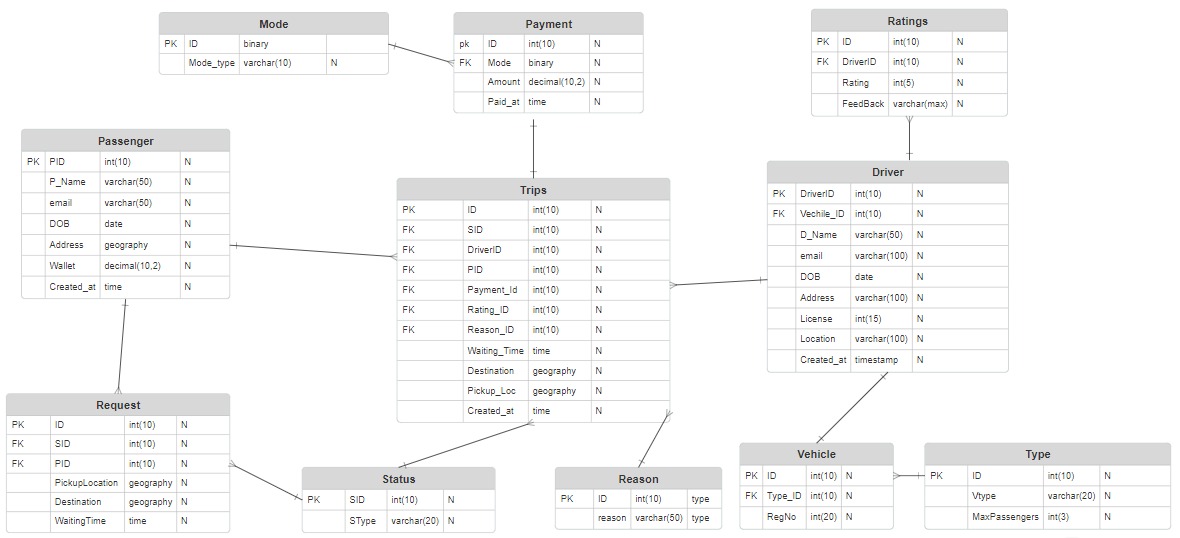 Mode
PK ID binary
Mode_type varchar(10) N
Payment
pk ID int(10) N
FK Mode binary N
Amount decimal(10,2) N
Paid_at time N
Ratings
PK ID int(10) N
FK DriverID int(10) N
Rating int(5) N
FeedBack varchar(max) N
Passenger
PK PID int(10) N
P_Name varchar(50) N
email varchar(50) N
DOB date N
Address geography N
Wallet decimal(10,2) N
Created_at time N
Trips
PK ID int(10) N
FK SID int(10) N
FK DriverID int(10) N
FK PID int(10) N
FK Payment_Id int(10) N
FK Rating_ID int(10) N
FK Reason_ID int(10) N
Waiting_Time time N
Destination geography N
Pickup_Loc geography N
Created_at time N
Driver
PK DriverID int(10) N
FK Vechile_ID int(10) N
D_Name varchar(50) N
email varchar(100) N
DOB date N
Address varchar(100) N
License int(15) N
Location varchar(100) N
Created_at timestamp N
Request
PK ID int(10) N
FK SID int(10) N
FK PID int(10) N
PickupLocation geography N
Destination geography N
WaitingTime time N
Status
PK SID int(10) N
SType varchar(20) N
Reason
PK ID int(10) type
reason varchar(50) type
Vehicle
PK ID int(10) N
FK Type_ID int(10) N
RegNo int(20) N
Type
PK ID int(10) N
Vtype varchar(20) N
MaxPassengers int(3) N